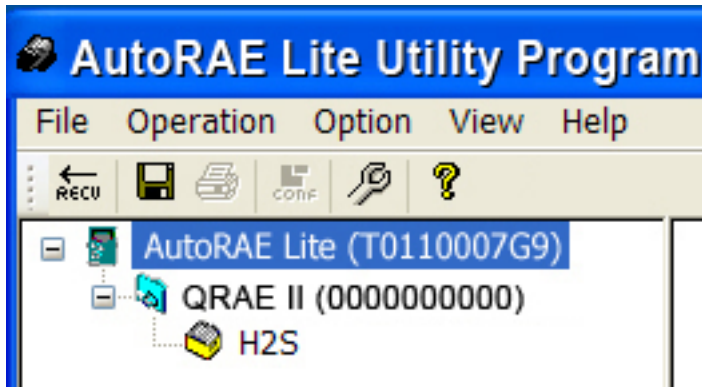 AutoRAE Lite Utility Program
File Operation Option View Help
RECV CONF ?
AutoRAE Lite (T0110007G9)
QRAE II (0000000000)
H2S